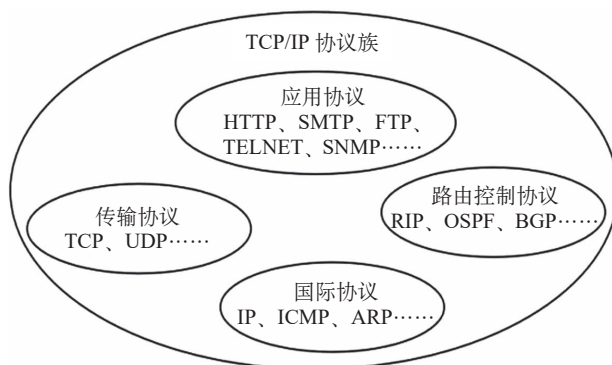 TCP/IP 协议族
应用协议
HTTP、SMTP、FTP、
TELNET、SNMP……
路由控制协议
RIP、OSPF、BGP……
传输协议
TCP、UDP……
国际协议
IP、ICMP、ARP……